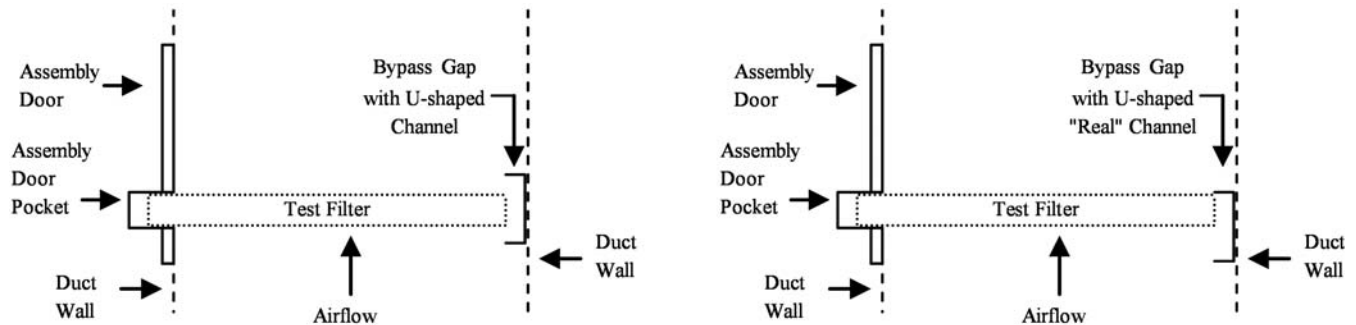 Assembly
Door
Bypass Gap
with U-shaped
Channel
Assembly
Door
Pocket
Test Filter
Duct
Wall
Duct
Wall
Airflow
Assembly
Door
Bypass Gap
with U-shaped
"Real" Channel
Assembly
Door
Pocket
Test Filter
Duct
Wall
Duct
Wall
Airflow